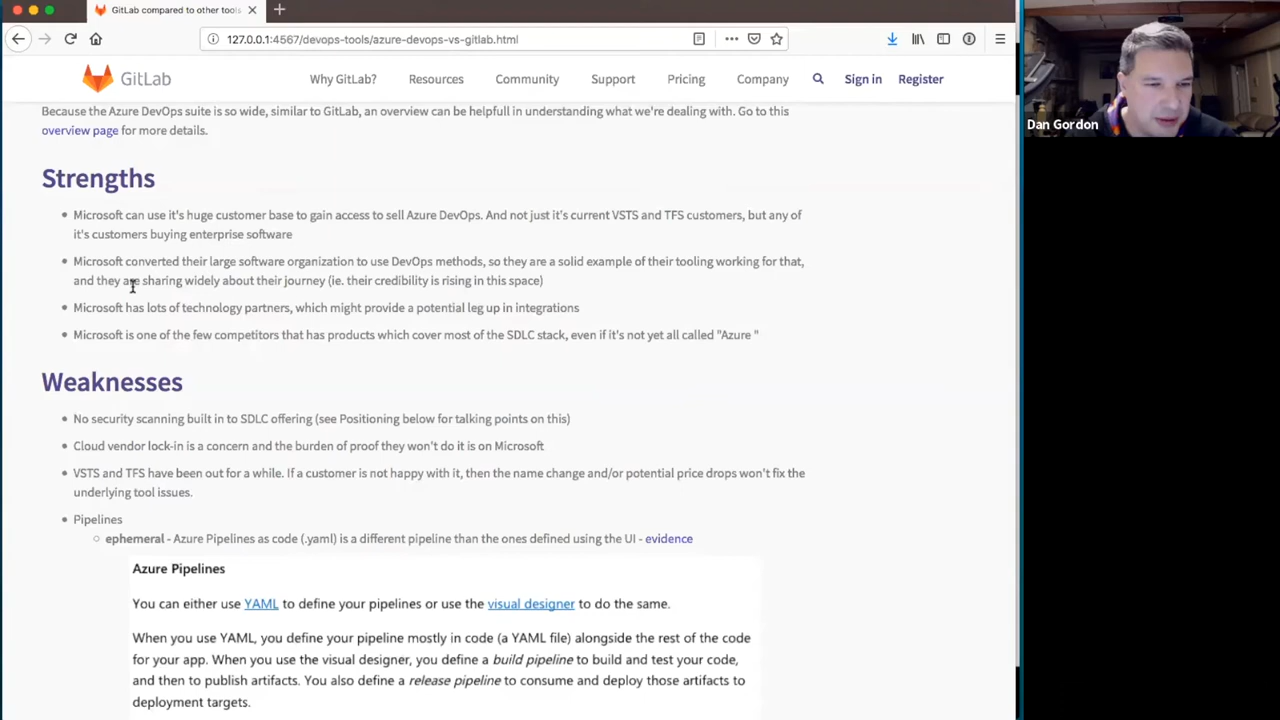 GitLab compared to other tools
127.0.0.1:4567/devops-tools/azure-devops-vs-gitlab.html
GitLab
Why GitLab?
Resources
Community
Support
Pricing
Company
Sign in
Register
Dan Gordon
Because the Azure DevOps suite is so wide, similar to GitLab, an overview can be helpfull in understanding what we're dealing with. Go to this
overview page for more details.
Strengths
Microsoft can use it's huge customer base to gain access to sell Azure DevOps. And not just it's current VSTS and TFS customers, but any of
it's customers buying enterprise software
Microsoft converted their large software organization to use DevOps methods, so they are a solid example of their tooling working for that,
and they are sharing widely about their journey (ie. their credibility is rising in this space)
Microsoft has lots of technology partners, which might provide a potential leg up in integrations
Microsoft is one of the few competitors that has products which cover most of the SDLC stack, even if it's not yet all called "Azure "
Weaknesses
No security scanning built in to SDLC offering (see Positioning below for talking points on this)
Cloud vendor lock-in is a concern and the burden of proof they won't do it is on Microsoft
VSTS and TFS have been out for a while. If a customer is not happy with it, then the name change and/or potential price drops won't fix the
underlying tool issues.
Pipelines
ephemeral - Azure Pipelines as code (.yaml) is a different pipeline than the ones defined using the UI - evidence
Azure Pipelines
You can either use YAML to define your pipelines or use the visual designer to do the same.
When you use YAML, you define your pipeline mostly in code (a YAML file) alongside the rest of the code
for your app. When you use the visual designer, you define a build pipeline to build and test your code,
and then to publish artifacts. You also define a release pipeline to consume and deploy those artifacts to
deployment targets.